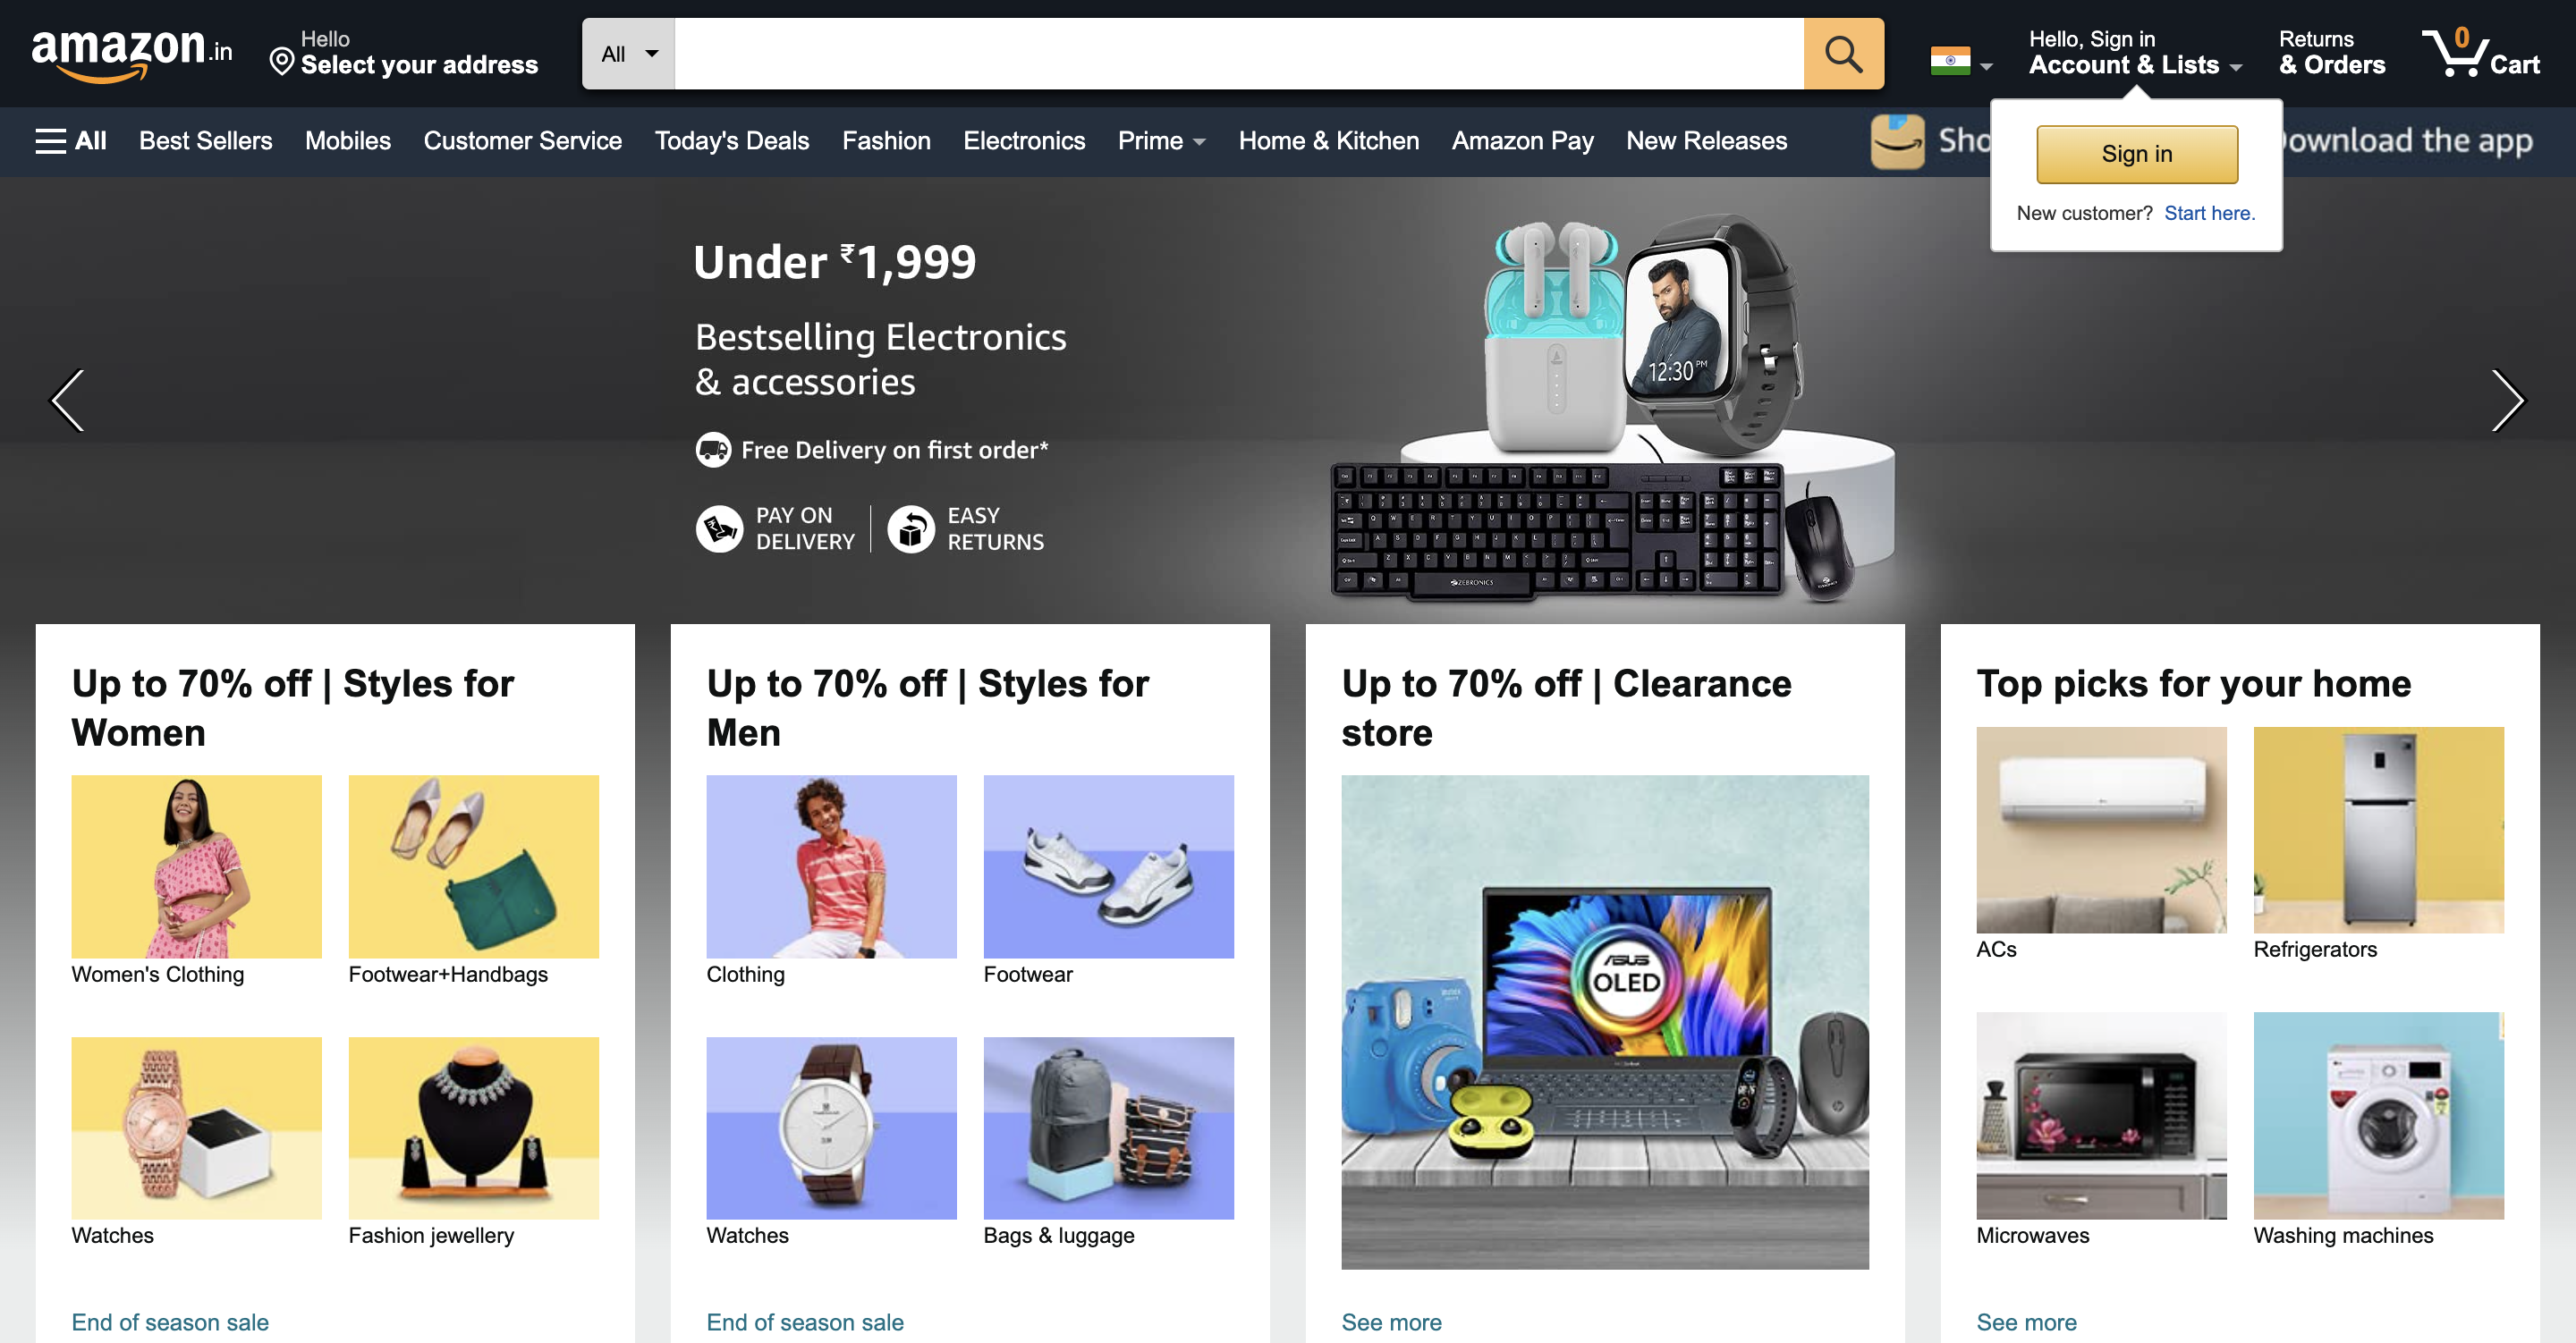 amazon.in
Hello
Select your address
All
Hello, Sign in
Account & Lists
Returns
& Orders
0
Cart
All
Best Sellers
Mobiles
Customer Service
Today's Deals
Fashion
Electronics
Prime
Home & Kitchen
Amazon Pay
New Releases
Sho
ownload the app
Sign in
New customer? Start here.
Under ₹1,999
Bestselling Electronics
& accessories
Free Delivery on first order*
PAY ON
DELIVERY
EASY
RETURNS
12:30 PM
ZEBRONICS
Up to 70% off | Styles for
Women
Women's Clothing
Footwear+Handbags
Watches
Fashion jewellery
End of season sale
Up to 70% off | Styles for
Men
Clothing
Footwear
Watches
Bags & luggage
End of season sale
Up to 70% off | Clearance
store
ASUS
OLED
See more
Top picks for your home
ACs
Refrigerators
Microwaves
Washing machines
See more